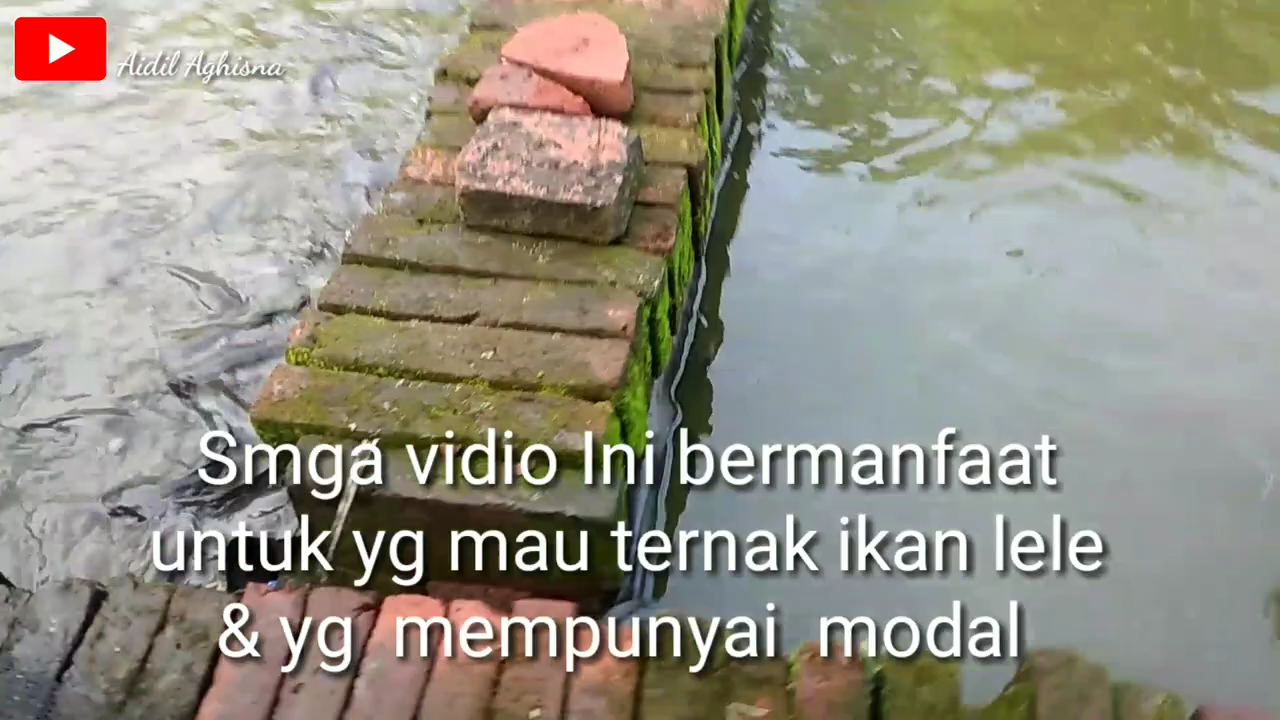 Aidil Aghisna
Smga vidio Ini bermanfaat
untuk yg mau ternak ikan lele
& yg mempunyai modal